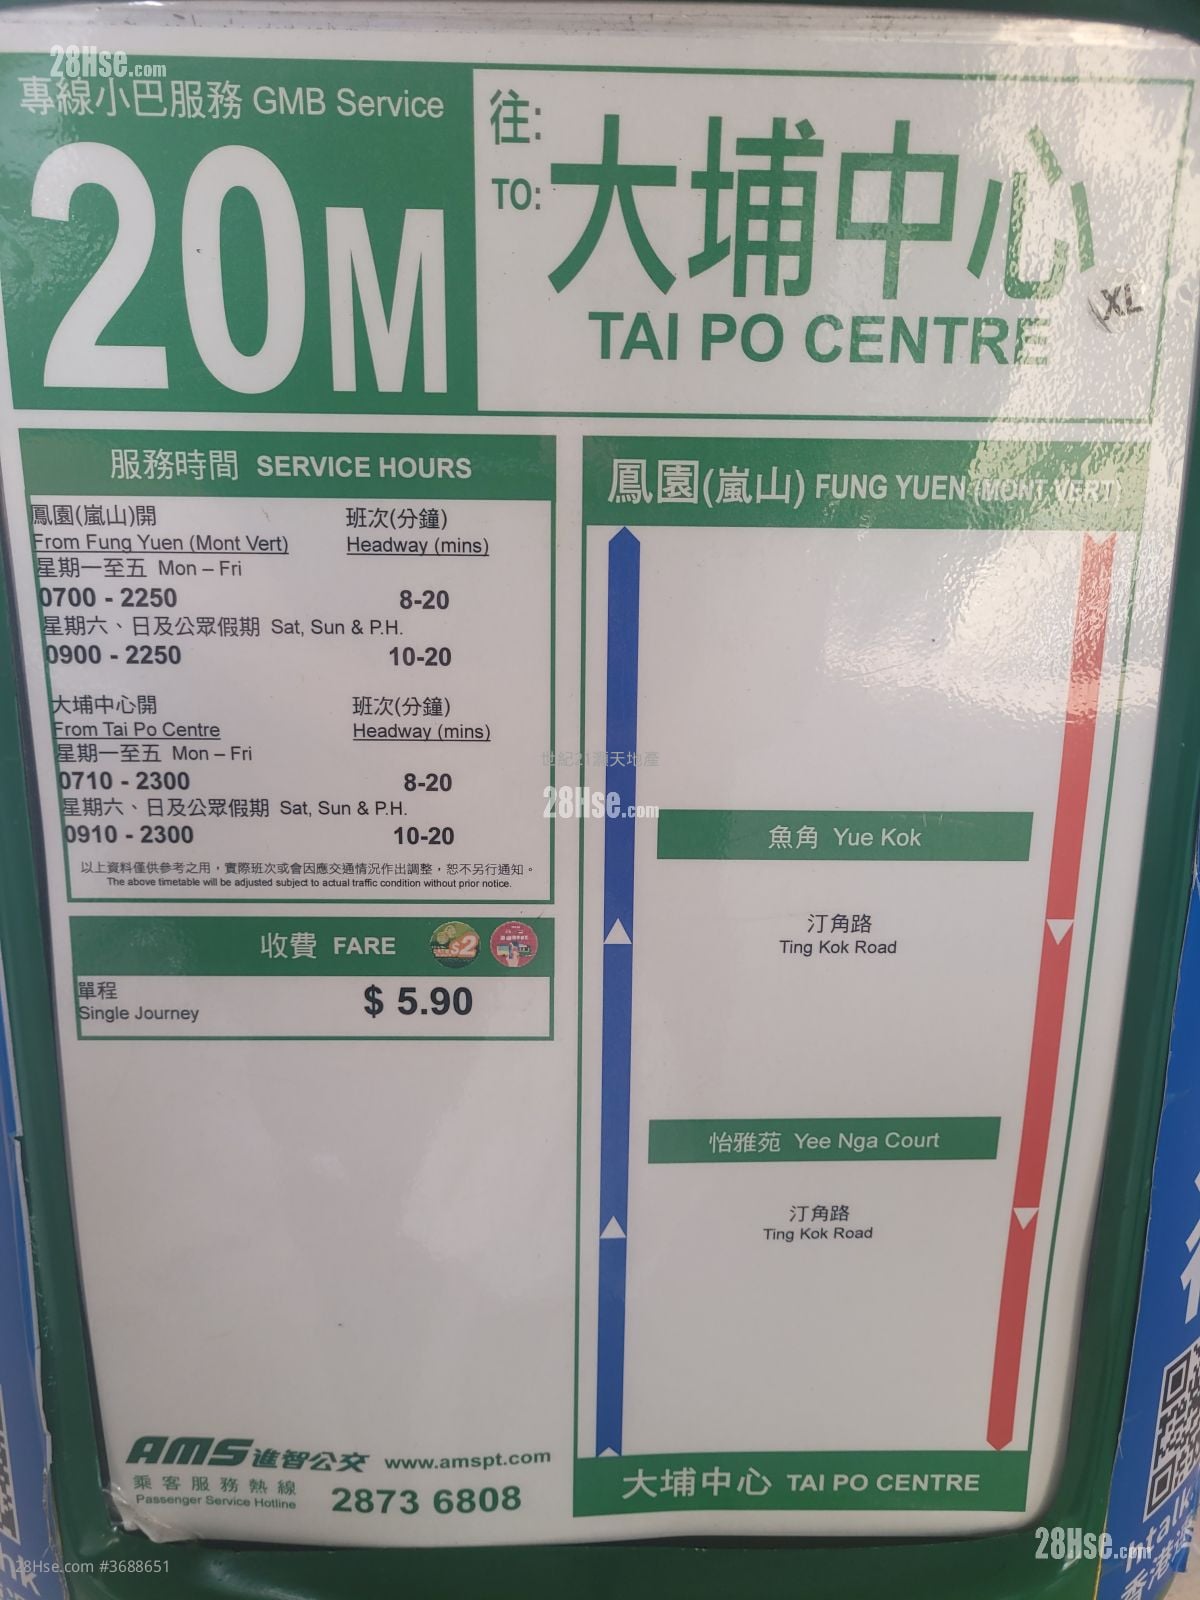 28Hse.com
專線小巴服務 GMB Service
20M
往:
TO:
大埔中心
TAI PO CENTRE
XL
服務時間 SERVICE HOURS
鳳園(嵐山)開 班次(分鐘)
From Fung Yuen (Mont Vert) Headway (mins)
星期一至五 Mon – Fri
0700 - 2250 8-20
星期六、日及公眾假期 Sat, Sun & P.H.
0900 - 2250 10-20
大埔中心開 班次(分鐘)
From Tai Po Centre Headway (mins)
星期一至五 Mon – Fri
0710 - 2300 8-20
星期六、日及公眾假期 Sat, Sun & P.H.
0910 - 2300 10-20
以上資料僅供參考之用，實際班次或會因應交通情況作出調整，恕不另行通知。
The above timetable will be adjusted subject to actual traffic condition without prior notice.
收費 FARE
$2
單程
Single Journey $ 5.90
鳳園(嵐山) FUNG YUEN (MONT VERT)
世紀21灝天地產
28Hse.com
魚角 Yue Kok
汀角路
Ting Kok Road
怡雅苑 Yee Nga Court
汀角路
Ting Kok Road
大埔中心 TAI PO CENTRE
AMS 進智公交 www.amspt.com
乘客服務熱線
Passenger Service Hotline 2873 6808
28Hse.com
28Hse.com #3688651